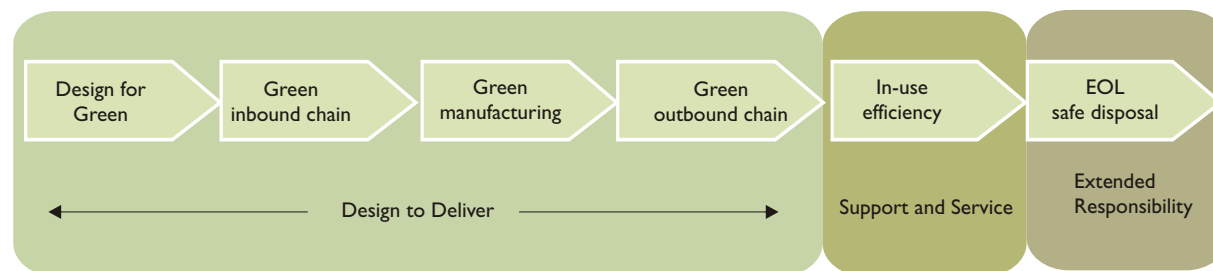 Design for
Green
Green
inbound chain
Green
manufacturing
Green
outbound chain
In-use
efficiency
EOL
safe disposal
Design to Deliver
Support and Service
Extended
Responsibility